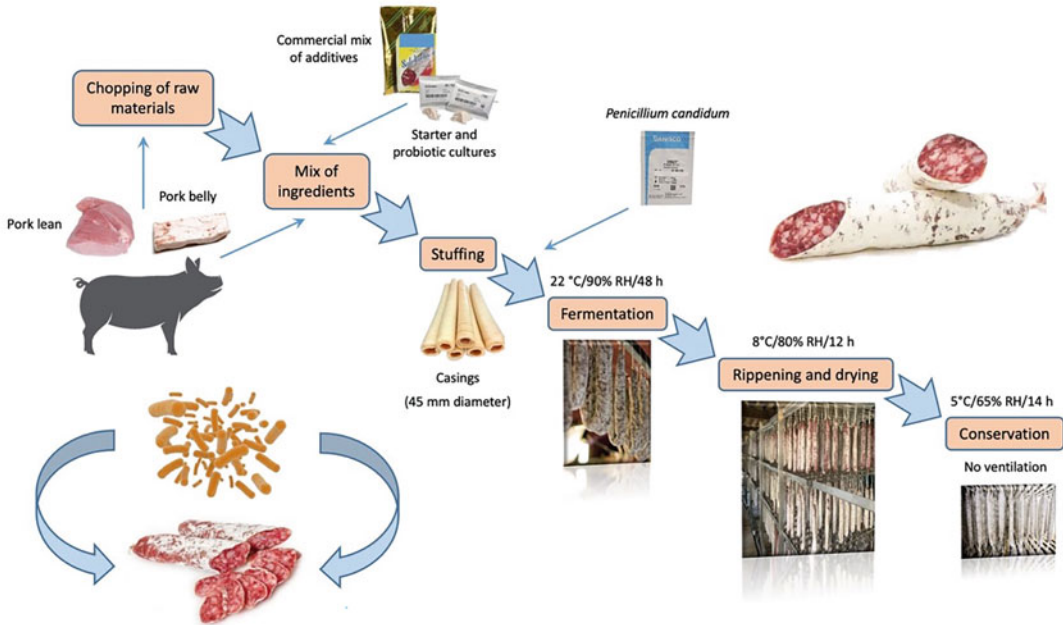 Commercial mix
of additives
Chopping of raw
materials
Starter and
probiotic cultures
Penicillium candidum
Mix of
ingredients
Pork belly
Pork lean
Stuffing
22 °C/90% RH/48 h
Fermentation
8°C/80% RH/12 h
Rippening and drying
Casings
(45 mm diameter)
5°C/65% RH/14 h
Conservation
No ventilation